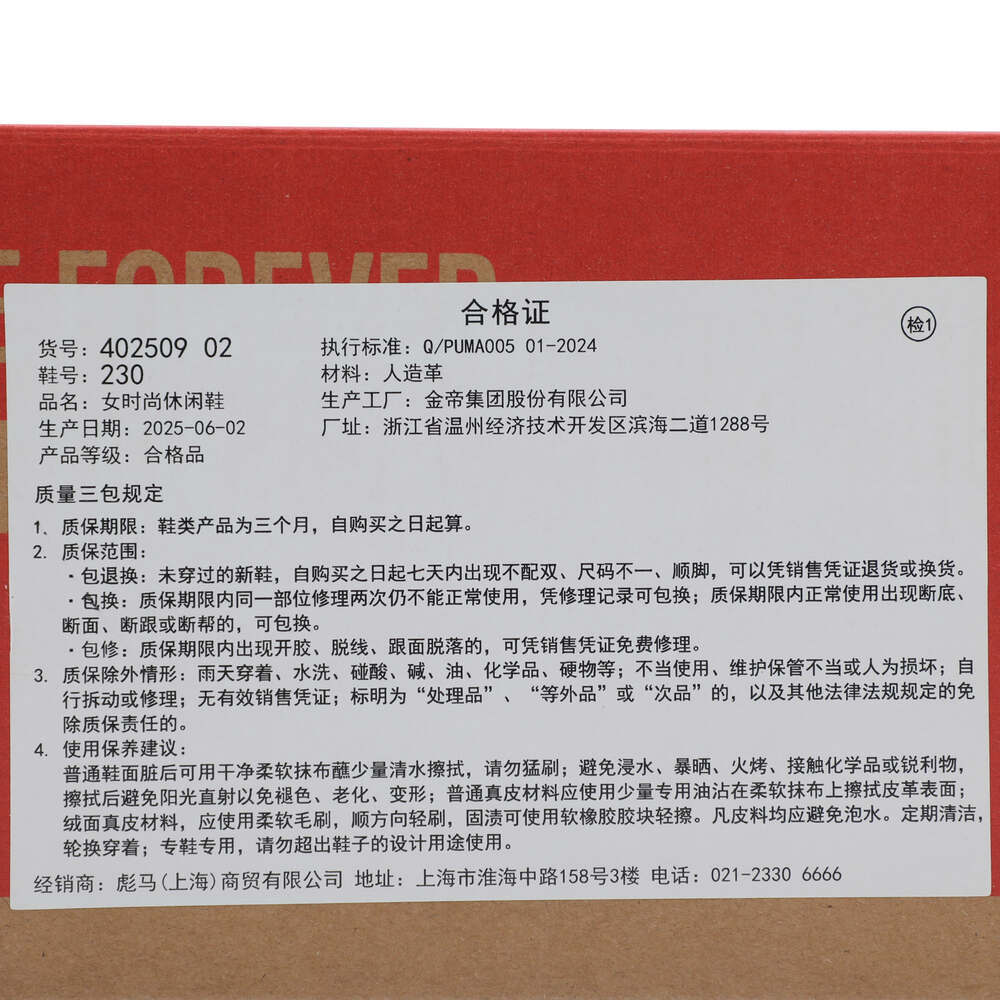 FOREVER
合格证
检1
货号：402509 02
执行标准：Q/PUMA005 01-2024
鞋号：230
材料：人造革
品名：女时尚休闲鞋
生产工厂：金帝集团股份有限公司
生产日期：2025-06-02
厂址：浙江省温州经济技术开发区滨海二道1288号
产品等级：合格品
质量三包规定
1. 质保期限：鞋类产品为三个月，自购买之日起算。
2. 质保范围：
·包退换：未穿过的新鞋，自购买之日起七天内出现不配双、尺码不一、顺脚，可以凭销售凭证退货或换货。
·包换：质保期限内同一部位修理两次仍不能正常使用，凭修理记录可包换；质保期限内正常使用出现断底、
断面、断跟或断帮的，可包换。
·包修：质保期限内出现开胶、脱线、跟面脱落的，可凭销售凭证免费修理。
3. 质保除外情形：雨天穿着、水洗、碰酸、碱、油、化学品、硬物等；不当使用、维护保管不当或人为损坏；自
行拆动或修理；无有效销售凭证；标明为“处理品”、“等外品”或“次品”的，以及其他法律法规规定的免
除质保责任的。
4. 使用保养建议：
普通鞋面脏后可用干净柔软抹布蘸少量清水擦拭，请勿猛刷；避免浸水、暴晒、火烤、接触化学品或锐利物，
擦拭后避免阳光直射以免褪色、老化、变形；普通真皮材料应使用少量专用油沾在柔软抹布上擦拭皮革表面；
绒面真皮材料，应使用柔软毛刷，顺方向轻刷，固渍可使用软橡胶胶块轻擦。凡皮料均应避免泡水。定期清洁，
轮换穿着；专鞋专用，请勿超出鞋子的设计用途使用。
经销商：彪马(上海)商贸有限公司 地址：上海市淮海中路158号3楼 电话：021-2330 6666